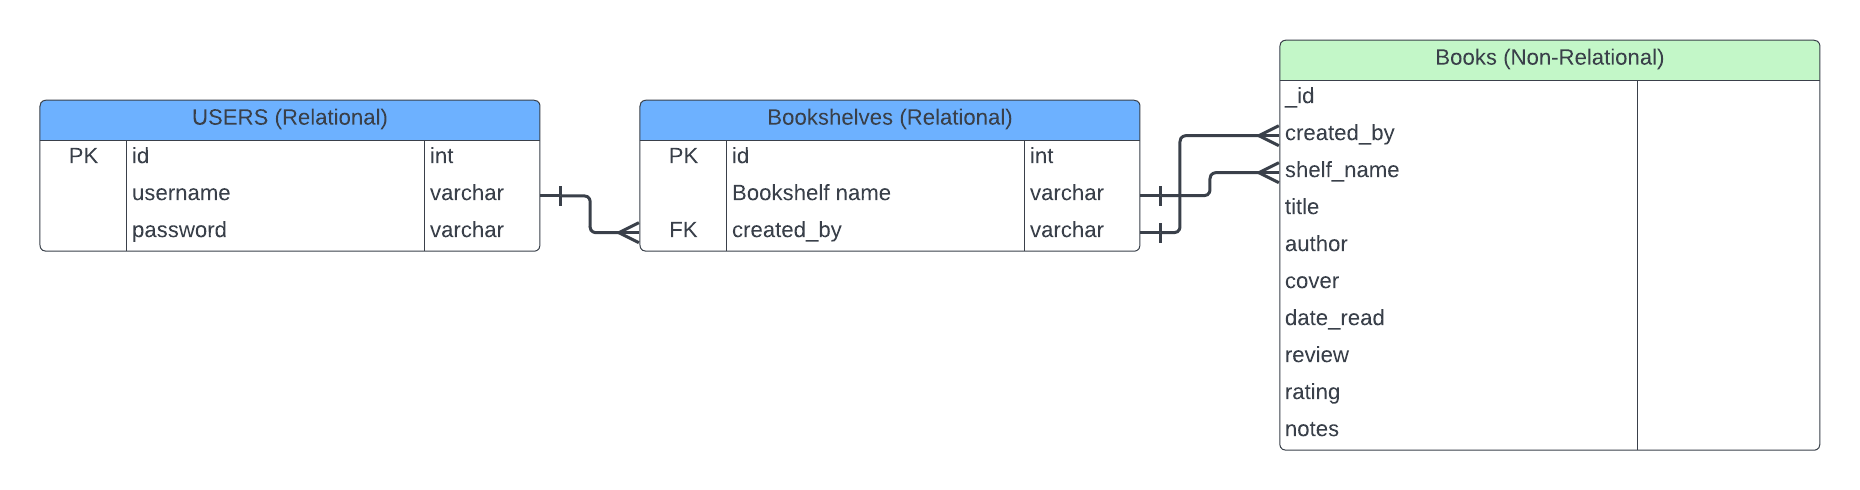 USERS (Relational)
PK id int
username varchar
password varchar
Bookshelves (Relational)
PK id int
Bookshelf name varchar
FK created_by varchar
Books (Non-Relational)
_id
created_by
shelf_name
title
author
cover
date_read
review
rating
notes